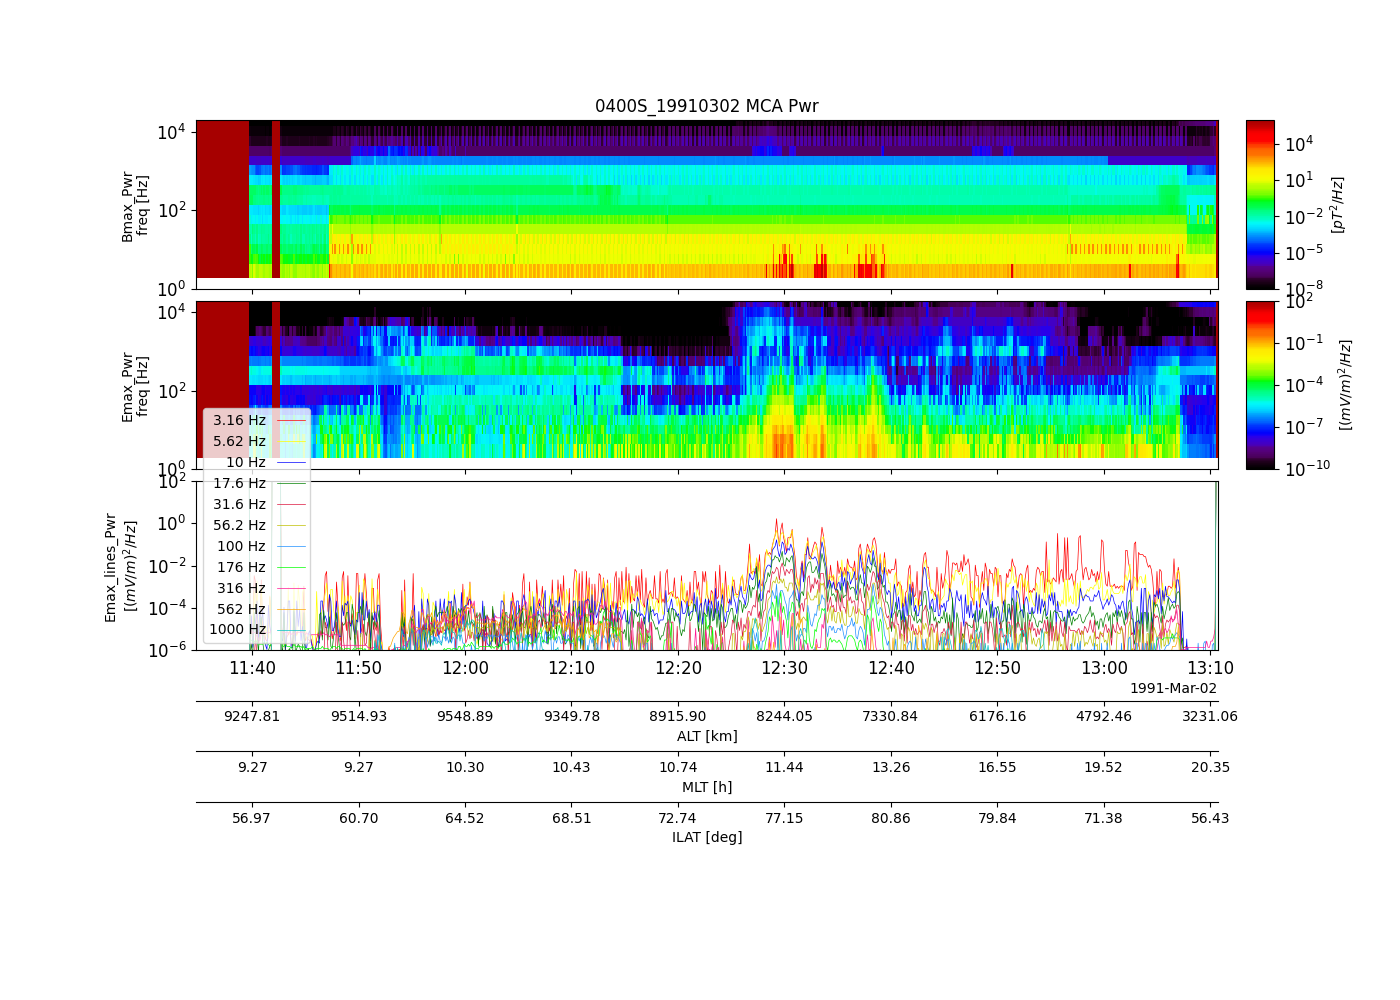 0400S_19910302 MCA Pwr
Bmax_Pwr
freq [Hz]
10^4
10^2
10^0
10^4
10^1
10^-2
10^-5
10^-8
[pT^2/Hz]
Emax_Pwr
freq [Hz]
10^4
10^2
10^0
10^2
10^-1
10^-4
10^-7
10^-10
[(mV/m)^2/Hz]
Emax_lines_Pwr
[(mV/m)^2/Hz]
10^2
10^0
10^-2
10^-4
10^-6
3.16 Hz
5.62 Hz
10 Hz
17.6 Hz
31.6 Hz
56.2 Hz
100 Hz
176 Hz
316 Hz
562 Hz
1000 Hz
11:40 11:50 12:00 12:10 12:20 12:30 12:40 12:50 13:00 13:10
1991-Mar-02
9247.81 9514.93 9548.89 9349.78 8915.90 8244.05 7330.84 6176.16 4792.46 3231.06
ALT [km]
9.27 9.27 10.30 10.43 10.74 11.44 13.26 16.55 19.52 20.35
MLT [h]
56.97 60.70 64.52 68.51 72.74 77.15 80.86 79.84 71.38 56.43
ILAT [deg]